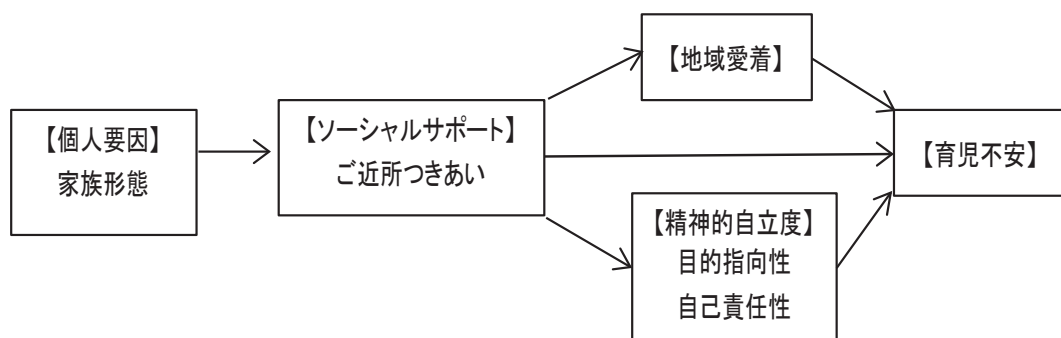 【個人要因】
家族形態
【ソーシャルサポート】
ご近所つきあい
【地域愛着】
【精神的自立度】
目的指向性
自己責任性
【育児不安】